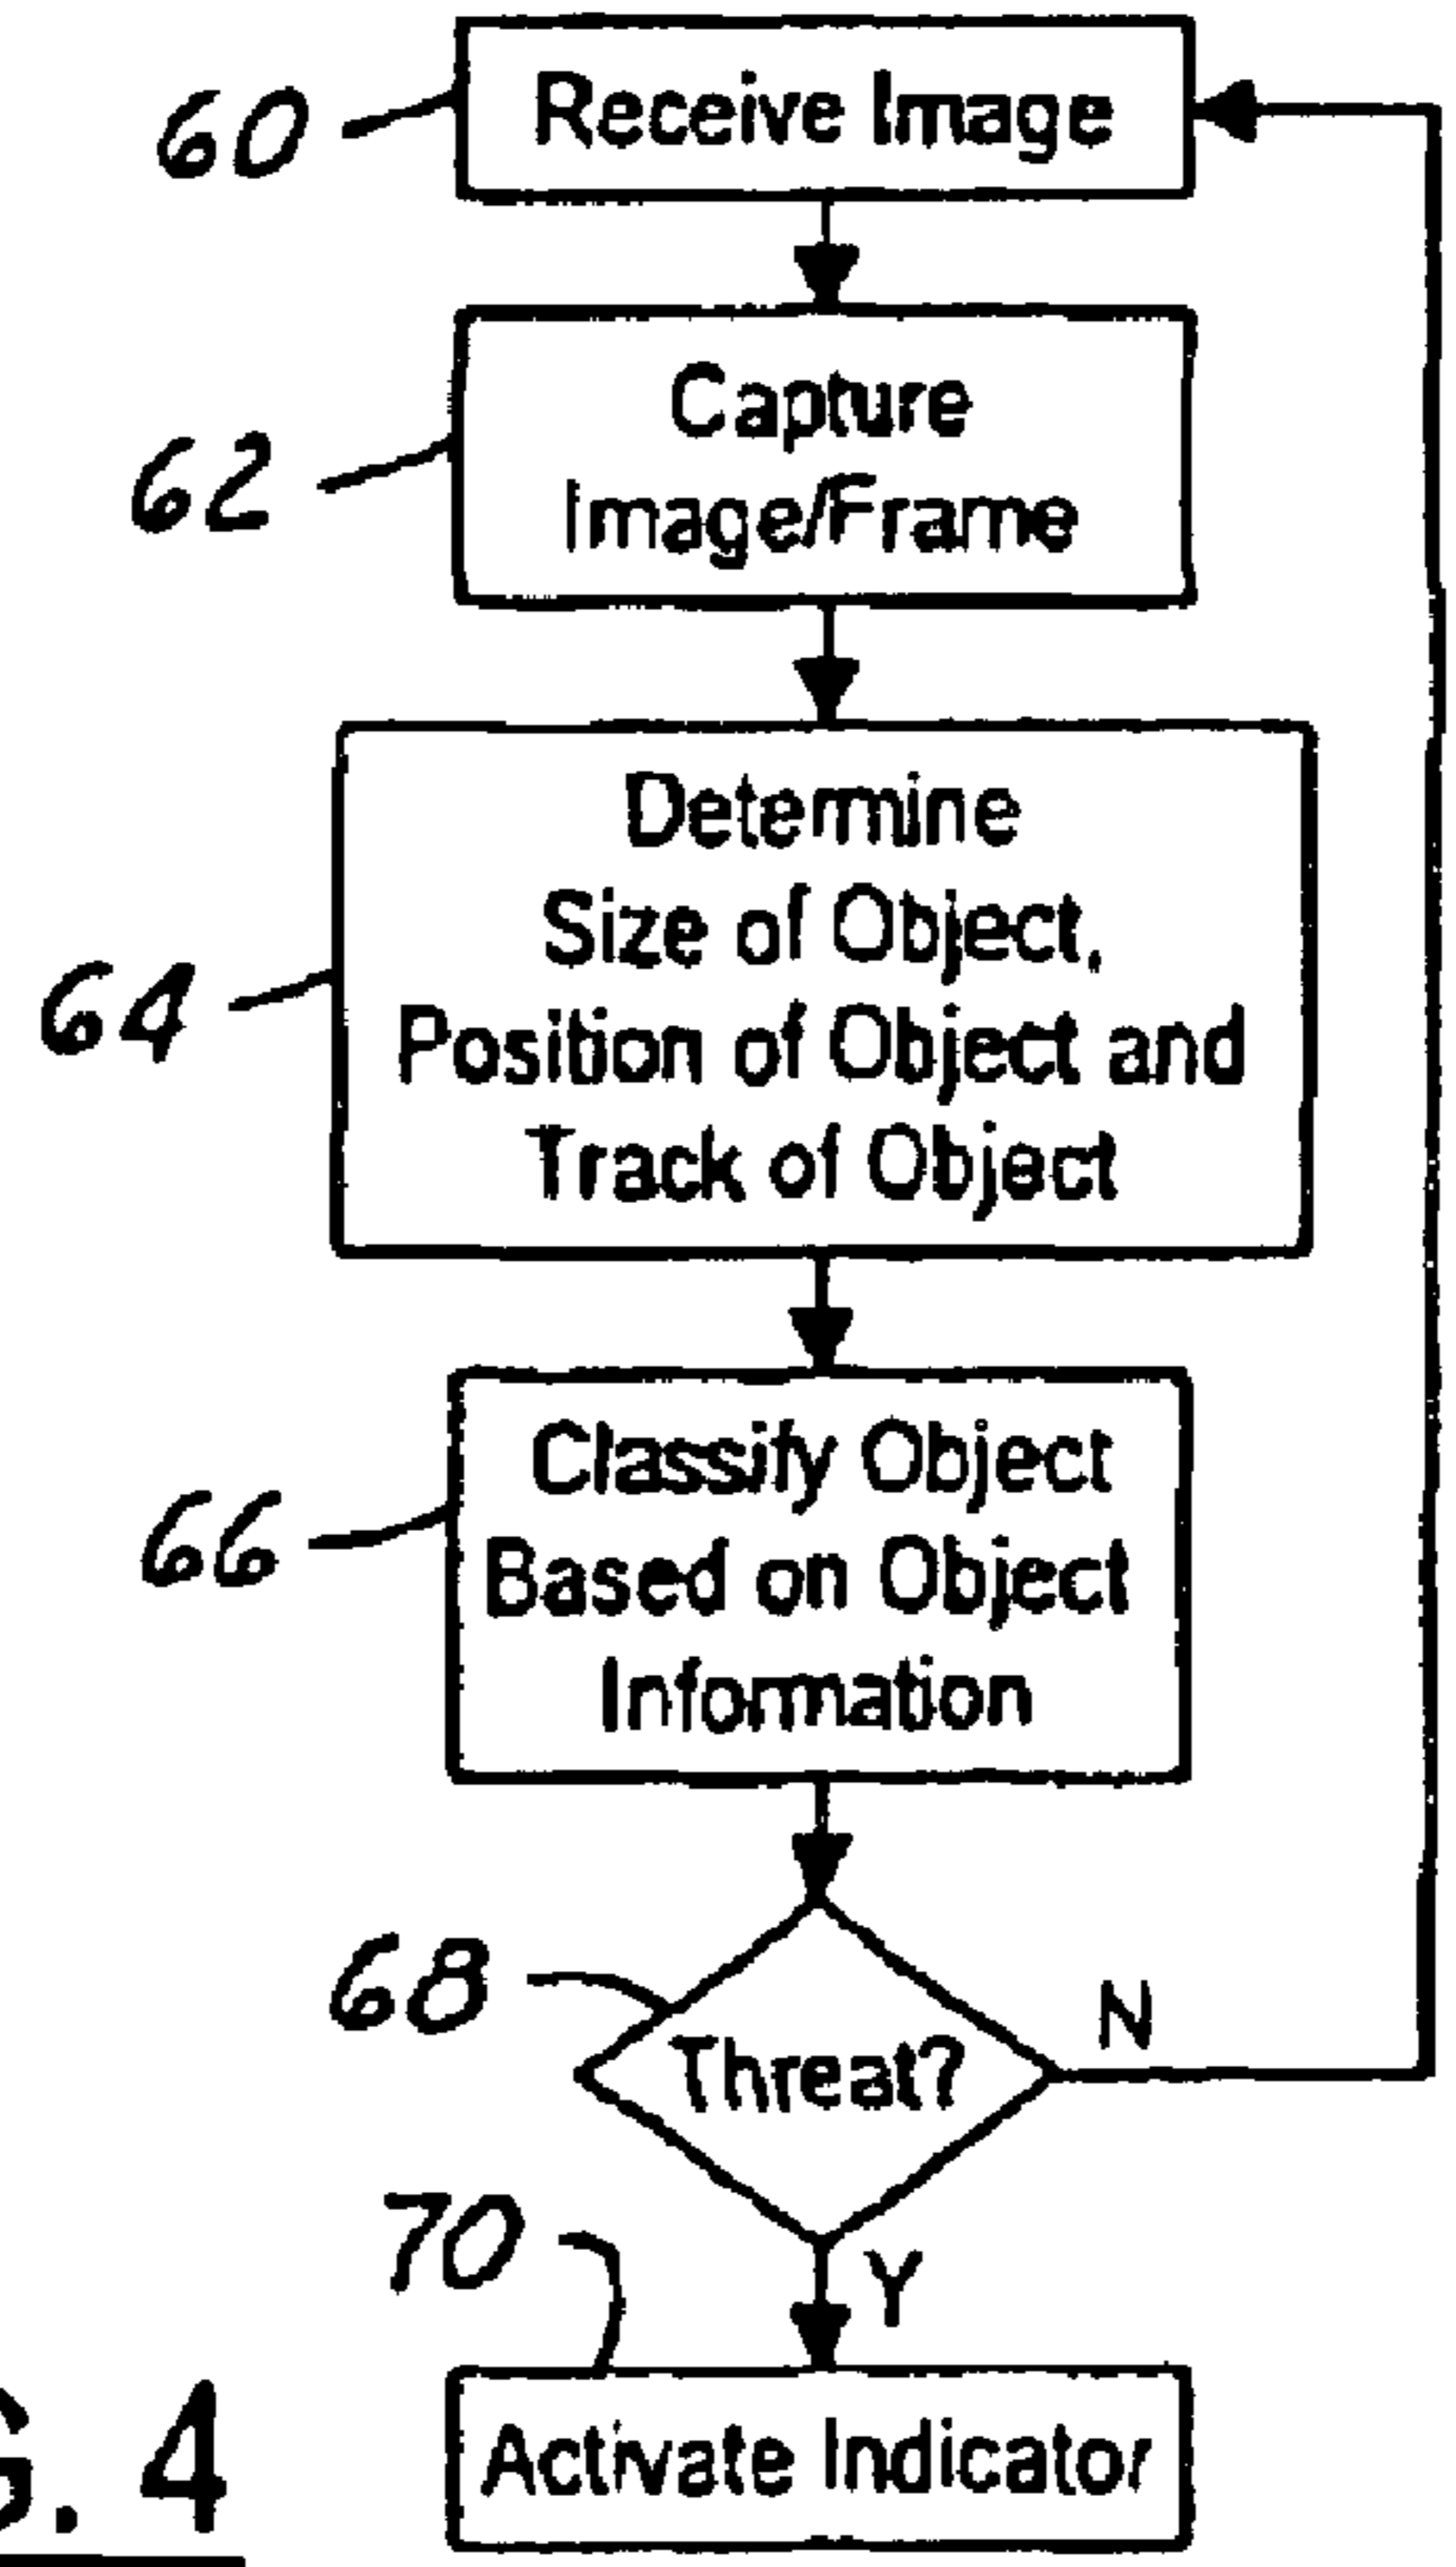 60
Receive Image
62
Capture
Image/Frame
64
Determine
Size of Object,
Position of Object and
Track of Object
66
Classify Object
Based on Object
Information
68
Threat?
N
70
Y
Activate Indicator
G. 4